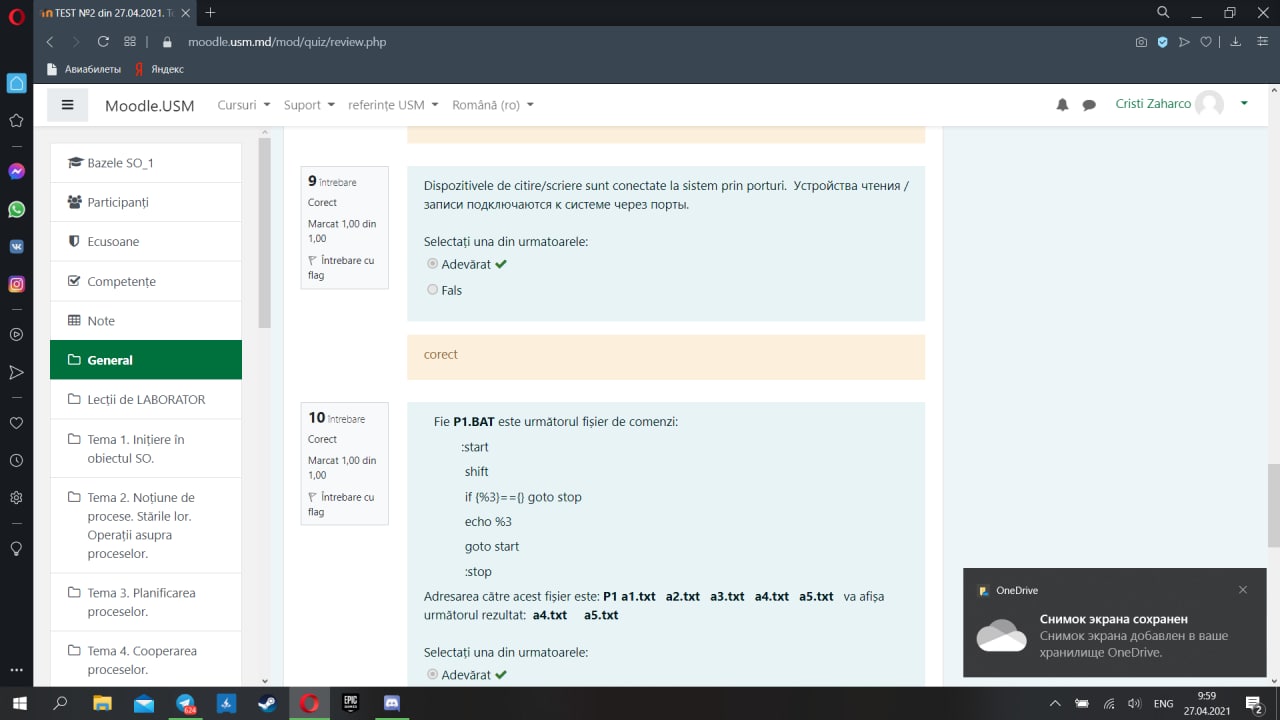 TEST №2 din 27.04.2021. To
moodle.usm.md/mod/quiz/review.php
Авиабилеты
Яндекс
Moodle.USM
Cursuri
Suport
referințe USM
Română (ro)
Cristi Zaharco
Bazele SO_1
Participanți
Ecusoane
Competențe
Note
General
Lecții de LABORATOR
Tema 1. Inițiere în
obiectul SO.
Tema 2. Noțiune de
procese. Stările lor.
Operații asupra
proceselor.
Tema 3. Planificarea
proceselor.
Tema 4. Cooperarea
proceselor.
9 întrebare
Corect
Marcat 1,00 din
1,00
Întrebare cu
flag
Dispozitivele de citire/scriere sunt conectate la sistem prin porturi. Устройства чтения /
записи подключаются к системе через порты.
Selectați una din urmatoarele:
Adevărat
Fals
corect
10 întrebare
Corect
Marcat 1,00 din
1,00
Întrebare cu
flag
Fie P1.BAT este următorul fișier de comenzi:
:start
shift
if {%3}=={} goto stop
echo %3
goto start
:stop
Adresarea către acest fișier este: P1 a1.txt a2.txt a3.txt a4.txt a5.txt va afișa
următorul rezultat: a4.txt a5.txt
Selectați una din urmatoarele:
Adevărat
OneDrive
Снимок экрана сохранен
Снимок экрана добавлен в ваше
хранилище OneDrive.
624
EPIC
GAMES
ENG
9:59
27.04.2021
2